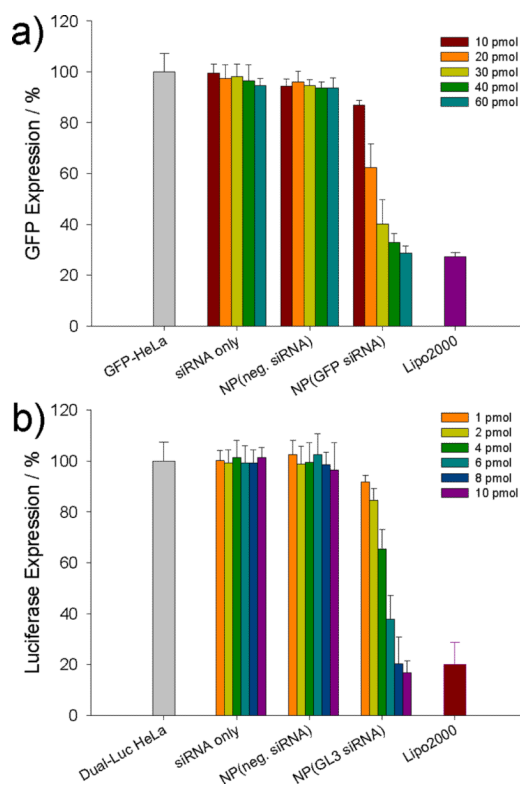 a)
GFP Expression / %
120
100
80
60
40
20
0
10 pmol
20 pmol
30 pmol
40 pmol
60 pmol
GFP-HeLa
siRNA only
NP(neg. siRNA)
NP(GFP siRNA)
Lipo2000
b)
Luciferase Expression / %
120
100
80
60
40
20
0
1 pmol
2 pmol
4 pmol
6 pmol
8 pmol
10 pmol
Dual-Luc HeLa
siRNA only
NP(neg. siRNA)
NP(GL3 siRNA)
Lipo2000